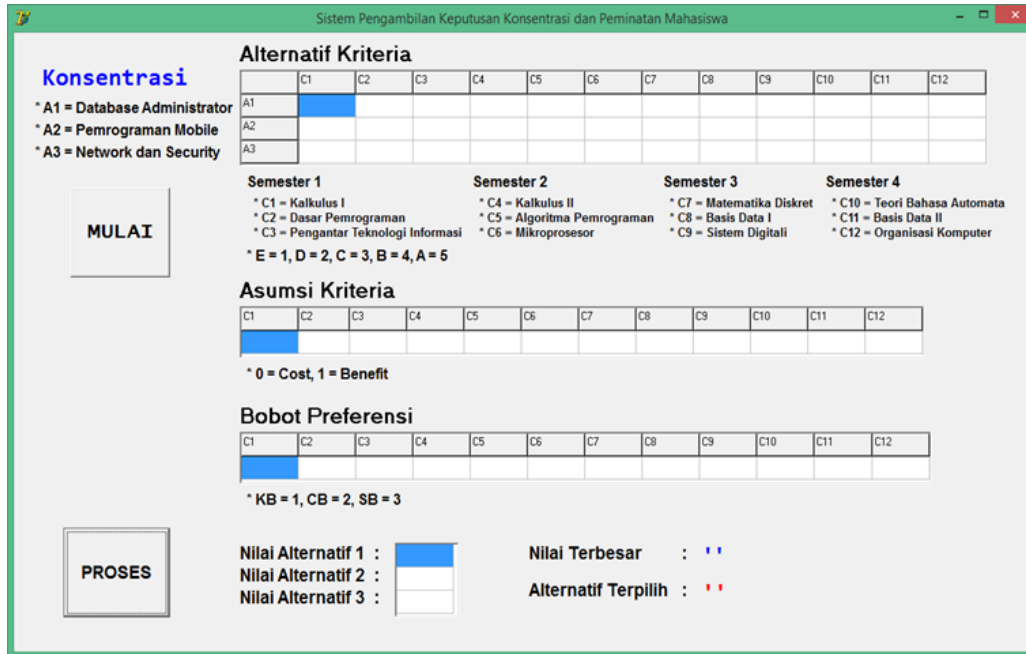 Sistem Pengambilan Keputusan Konsentrasi dan Peminatan Mahasiswa
Konsentrasi
* A1 = Database Administrator
* A2 = Pemrograman Mobile
* A3 = Network dan Security
MULAI
Alternatif Kriteria
C1 C2 C3 C4 C5 C6 C7 C8 C9 C10 C11 C12
A1
A2
A3
Semester 1
* C1 = Kalkulus I
* C2 = Dasar Pemrograman
* C3 = Pengantar Teknologi Informasi
Semester 2
* C4 = Kalkulus II
* C5 = Algoritma Pemrograman
* C6 = Mikroprosesor
Semester 3
* C7 = Matematika Diskret
* C8 = Basis Data I
* C9 = Sistem Digitali
Semester 4
* C10 = Teori Bahasa Automata
* C11 = Basis Data II
* C12 = Organisasi Komputer
* E = 1, D = 2, C = 3, B = 4, A = 5
Asumsi Kriteria
C1 C2 C3 C4 C5 C6 C7 C8 C9 C10 C11 C12
* 0 = Cost, 1 = Benefit
Bobot Preferensi
C1 C2 C3 C4 C5 C6 C7 C8 C9 C10 C11 C12
* KB = 1, CB = 2, SB = 3
PROSES
Nilai Alternatif 1 :
Nilai Alternatif 2 :
Nilai Alternatif 3 :
Nilai Terbesar : ' '
Alternatif Terpilih : ' '